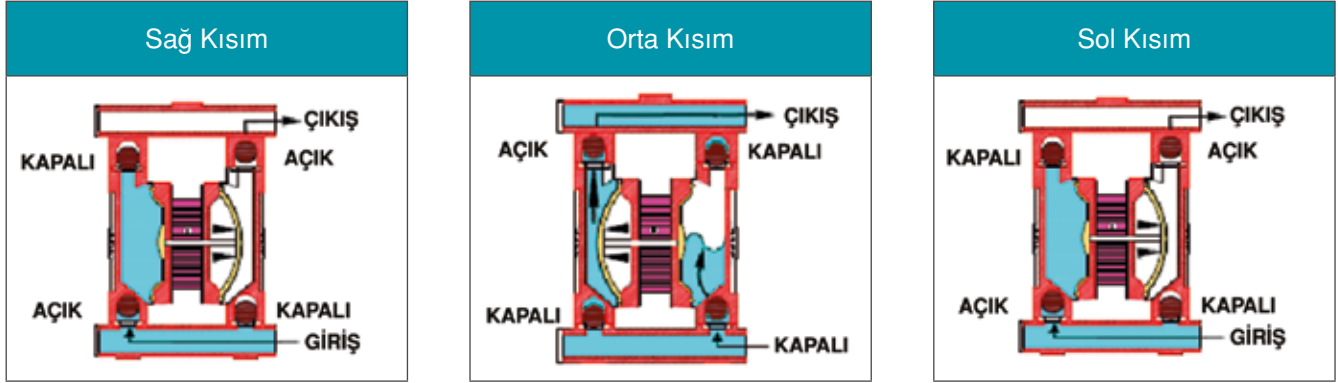 Sağ Kısım
ÇIKIŞ
KAPALI
AÇIK
AÇIK
KAPALI
GİRİŞ
Orta Kısım
ÇIKIŞ
AÇIK
KAPALI
KAPALI
KAPALI
Sol Kısım
ÇIKIŞ
KAPALI
AÇIK
AÇIK
KAPALI
GİRİŞ